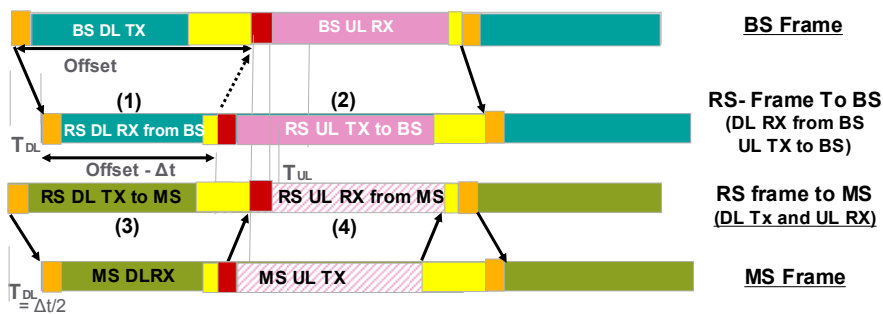 BS DL TX
BS UL RX
BS Frame
Offset
(1)
(2)
RS- Frame To BS
(DL RX from BS
UL TX to BS)
RS DL RX from BS
RS UL TX to BS
TDL
Offset - Δt
TUL
RS DL TX to MS
RS UL RX from MS
RS frame to MS
(DL Tx and UL RX)
(3)
(4)
MS DLRX
MS UL TX
MS Frame
TDL
= Δt/2